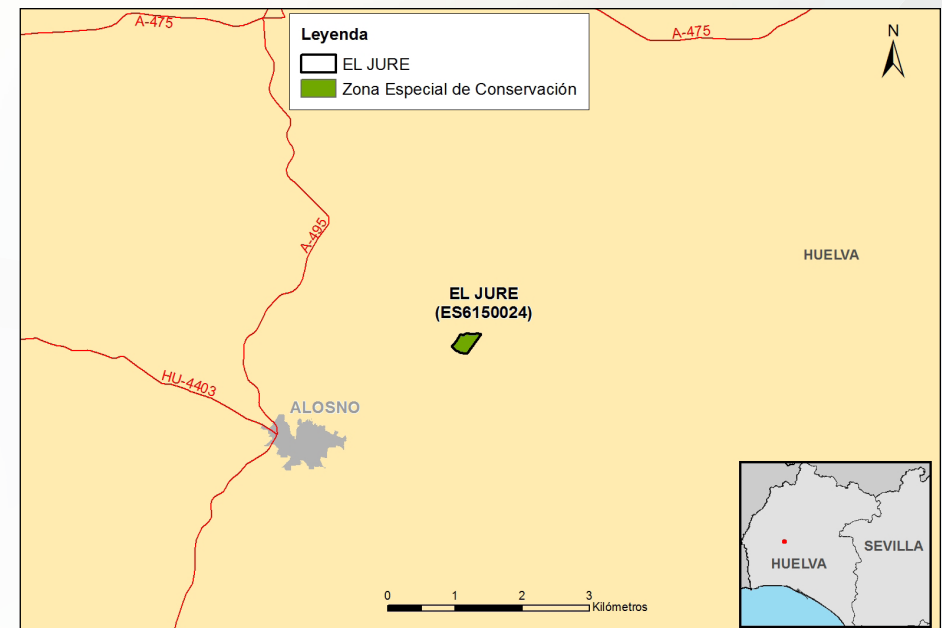 A-475
A-475
Leyenda
EL JURE
Zona Especial de Conservación
N
A-495
HUELVA
EL JURE
(ES6150024)
HU-4403
ALOSNO
SEVILLA
HUELVA
0 1 2 3
Kilómetros